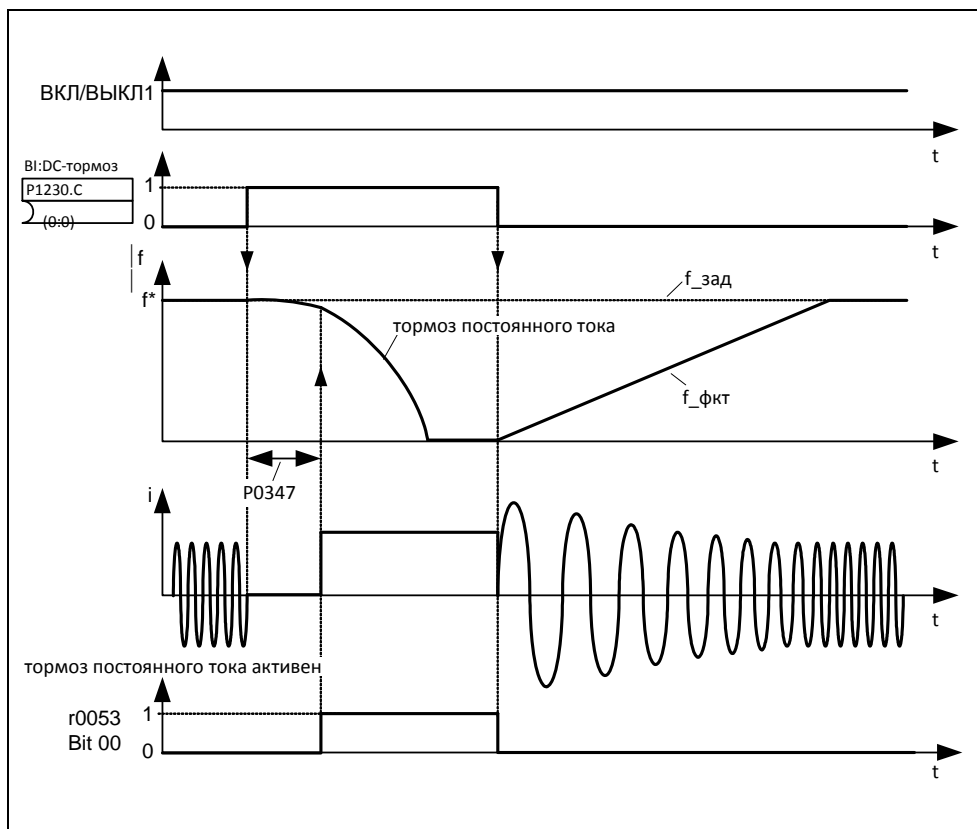 ВКЛ/ВЫКЛ1
t
BI:DC-тормоз
P1230.C
(0:0)
1
0
t
f
f*
f_зад
тормоз постоянного тока
f_фкт
t
P0347
i
t
тормоз постоянного тока активен
r0053
Bit 00
1
0
t